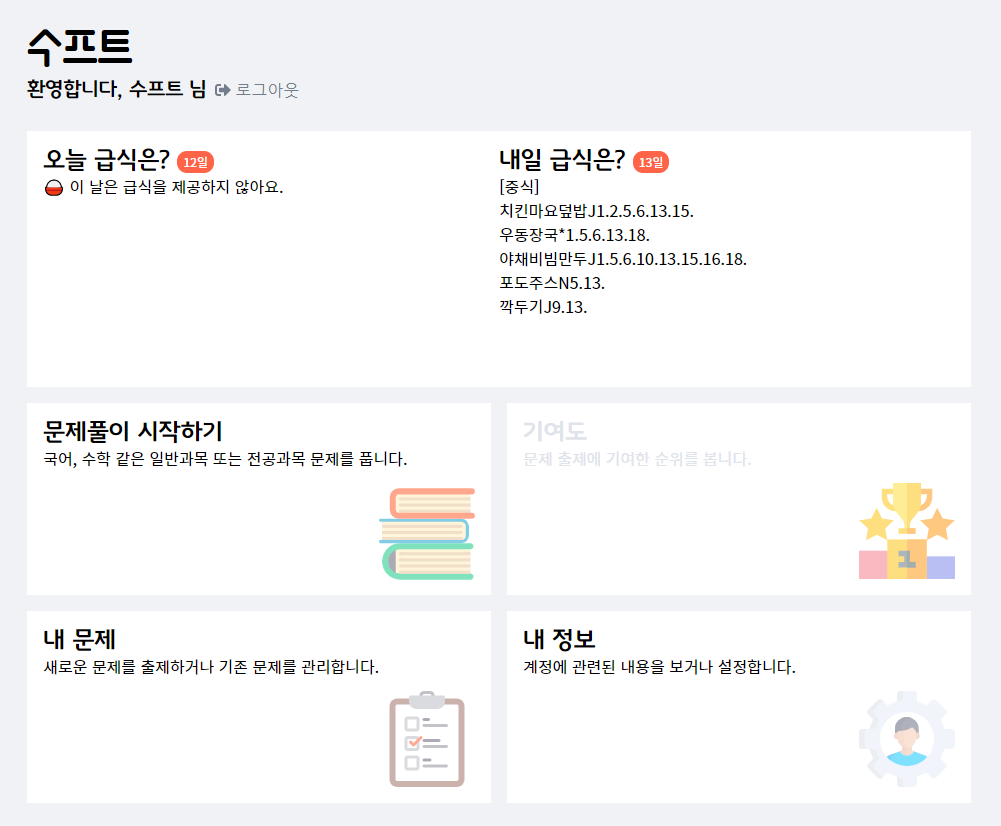 수프트
환영합니다, 수프트 님 로그아웃
오늘 급식은? 12일
이 날은 급식을 제공하지 않아요.
내일 급식은? 13일
[중식]
치킨마요덮밥J1.2.5.6.13.15.
우동장국*1.5.6.13.18.
야채비빔만두J1.5.6.10.13.15.16.18.
포도주스N5.13.
깍두기J9.13.
문제풀이 시작하기
국어, 수학 같은 일반과목 또는 전공과목 문제를 풉니다.
기여도
문제 출제에 기여한 순위를 봅니다.
1
내 문제
새로운 문제를 출제하거나 기존 문제를 관리합니다.
내 정보
계정에 관련된 내용을 보거나 설정합니다.